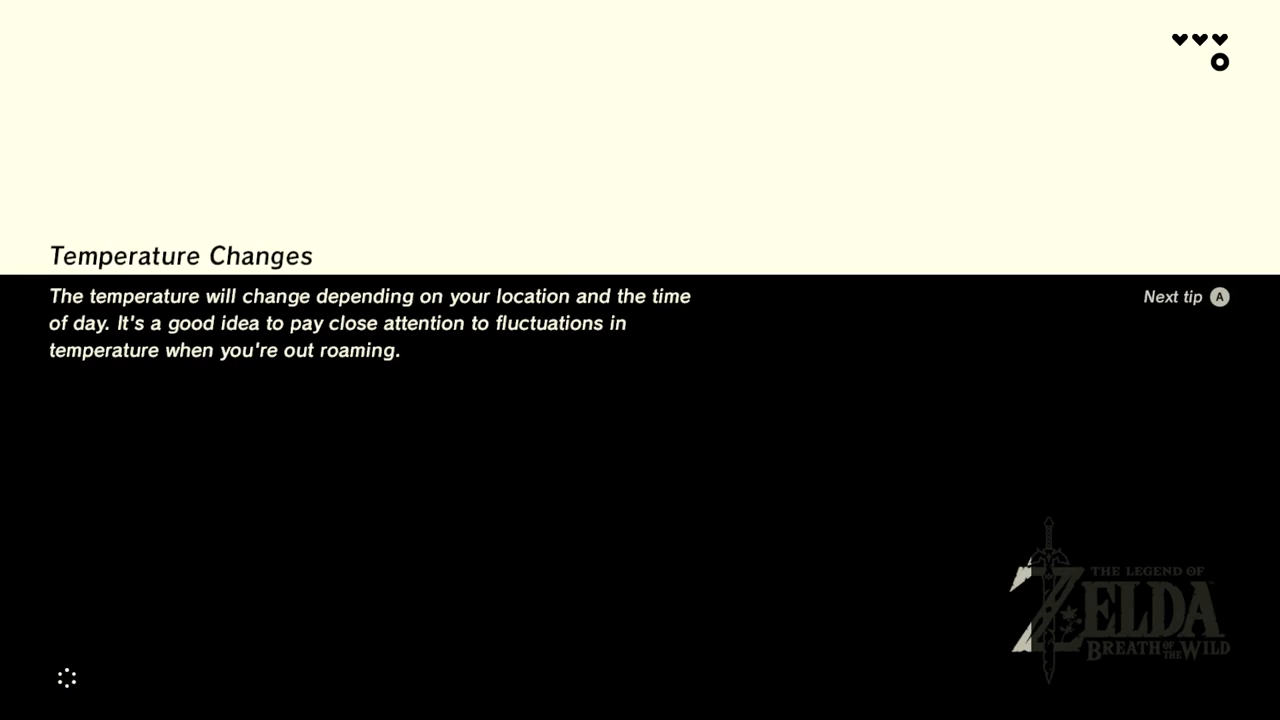 Temperature Changes
The temperature will change depending on your location and the time
of day. It's a good idea to pay close attention to fluctuations in
temperature when you're out roaming.
Next tip A
THE LEGEND OF
ZELDA
BREATH OF THE WILD